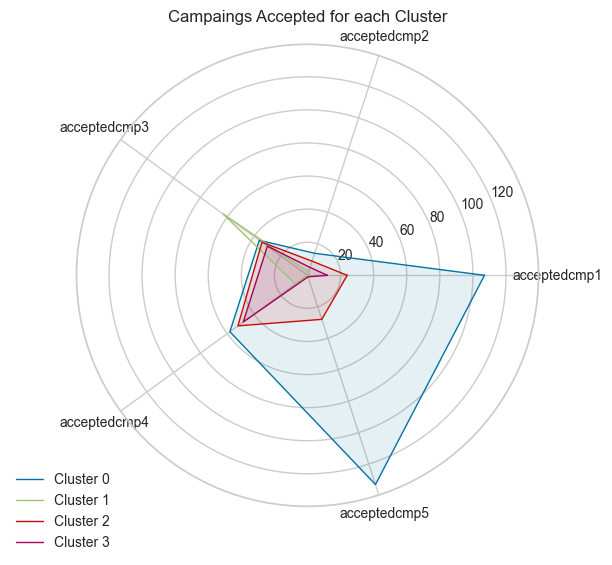 Campaings Accepted for each Cluster
acceptedcmp2
acceptedcmp3
120
100
80
60
40
20
acceptedcmp1
acceptedcmp4
acceptedcmp5
Cluster 0
Cluster 1
Cluster 2
Cluster 3